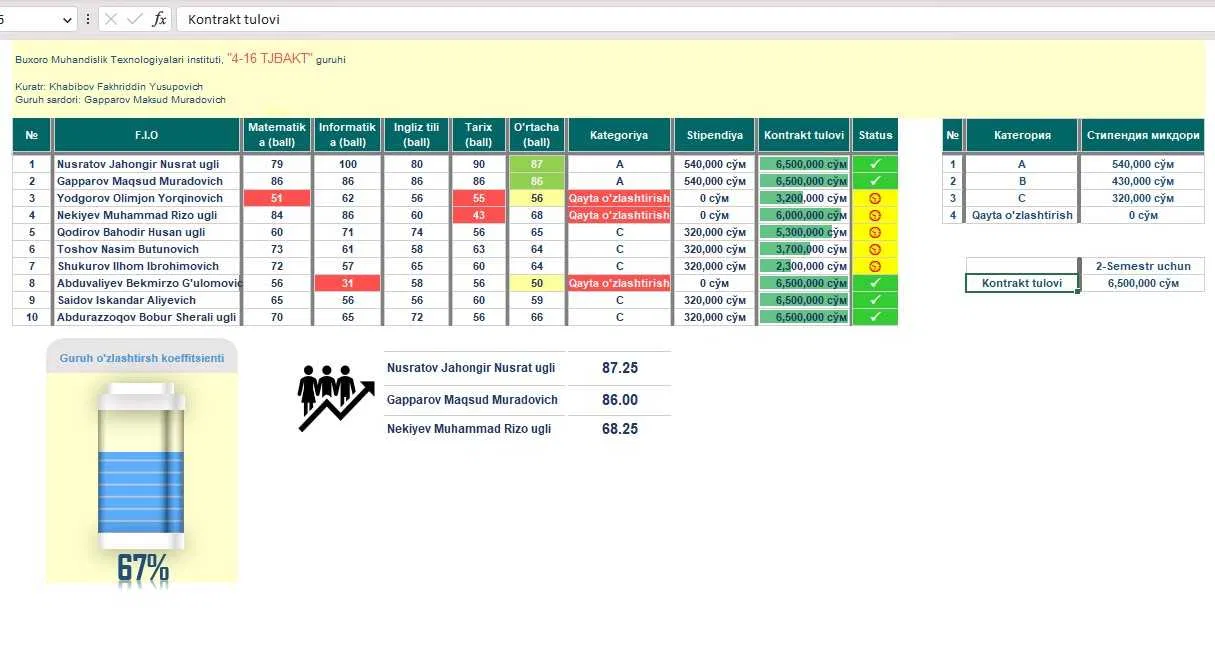 5
fx
Kontrakt tulovi
Buxoro Muhandislik Texnologiyalari instituti, "4-16 TJBAKT" guruhi
Kuratr: Khabibov Fakhriddin Yusupovich
Guruh sardori: Gapparov Maksud Muradovich
№ F.I.O Matematik a (ball) Informatik a (ball) Ingliz tili (ball) Tarix (ball) O'rtacha (ball) Kategoriya Stipendiya Kontrakt tulovi Status
1 Nusratov Jahongir Nusrat ugli 79 100 80 90 87 A 540,000 сўм 6,500,000 сўм ✓
2 Gapparov Maqsud Muradovich 86 86 86 86 86 A 540,000 сўм 6,500,000 сўм ✓
3 Yodgorov Olimjon Yorqinovich 51 62 56 55 56 Qayta o'zlashtirish 0 сўм 3,200,000 сўм
4 Nekiyev Muhammad Rizo ugli 84 86 60 43 68 Qayta o'zlashtirish 0 сўм 6,000,000 сўм
5 Qodirov Bahodir Husan ugli 60 71 74 56 65 C 320,000 сўм 5,300,000 сўм
6 Toshov Nasim Butunovich 73 61 58 63 64 C 320,000 сўм 3,700,000 сўм
7 Shukurov Ilhom Ibrohimovich 72 57 65 60 64 C 320,000 сўм 2,300,000 сўм
8 Abduvaliyev Bekmirzo G'ulomovic 56 31 58 56 50 Qayta o'zlashtirish 0 сўм 6,500,000 сўм ✓
9 Saidov Iskandar Aliyevich 65 56 56 60 59 C 320,000 сўм 6,500,000 сўм ✓
10 Abdurazzoqov Bobur Sherali ugli 70 65 72 56 66 C 320,000 сўм 6,500,000 сўм ✓
№ Категория Стипендия микдори
1 A 540,000 сўм
2 B 430,000 сўм
3 C 320,000 сўм
4 Qayta o'zlashtirish 0 сўм
2-Semestr uchun
Kontrakt tulovi 6,500,000 сўм
Guruh o'zlashtirsh koeffitsienti
67%
Nusratov Jahongir Nusrat ugli 87.25
Gapparov Maqsud Muradovich 86.00
Nekiyev Muhammad Rizo ugli 68.25